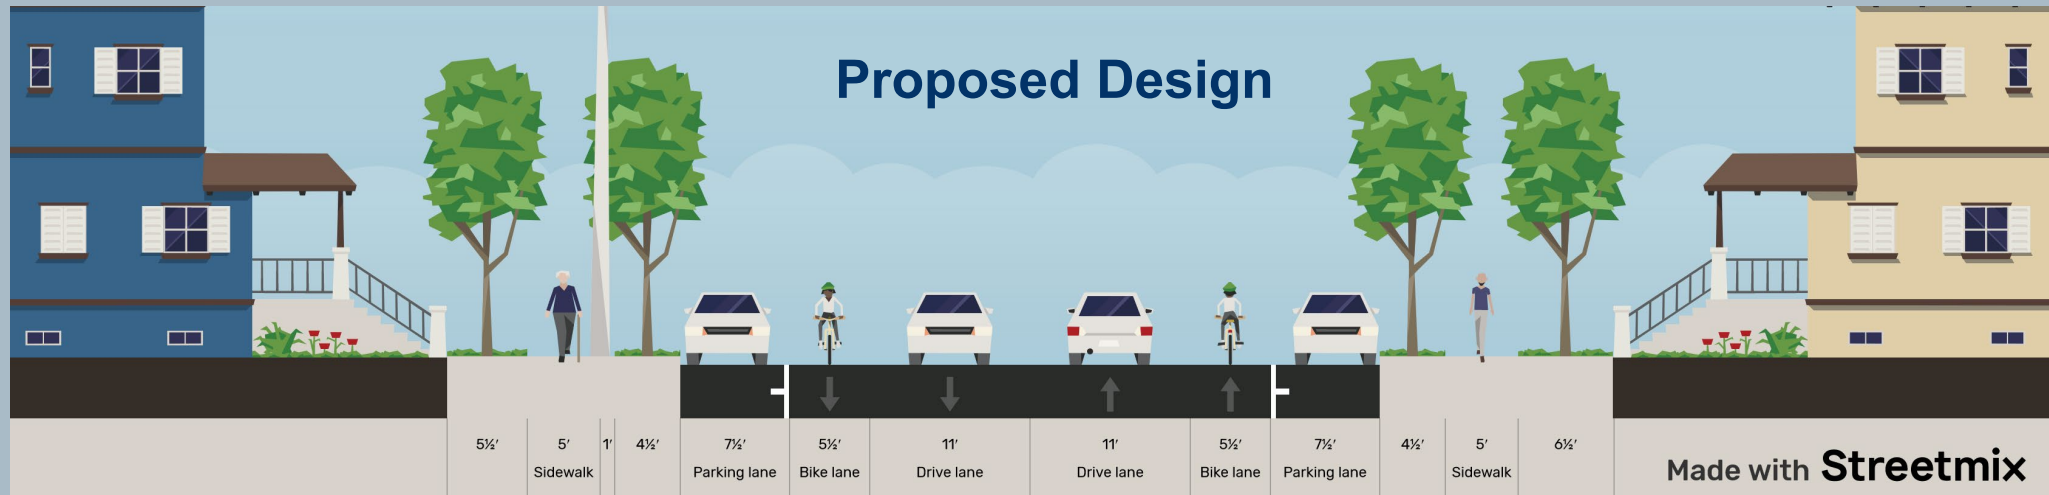 Proposed Design
5½' 5' 1' 4½' 7½' 5½' 11' 11' 5½' 7½' 4½' 5' 6½'
Sidewalk Parking lane Bike lane Drive lane Drive lane Bike lane Parking lane Sidewalk
Made with Streetmix